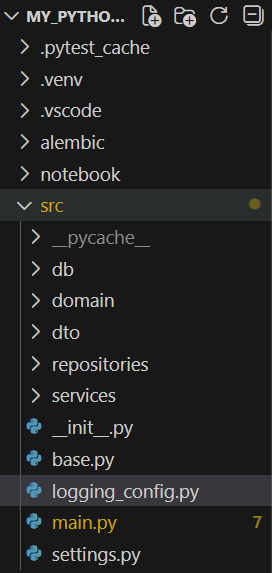 MY_PYTHO...
.pytest_cache
.venv
.vscode
alembic
notebook
src
__pycache__
db
domain
dto
repositories
services
__init__.py
base.py
logging_config.py
main.py 7
settings.py